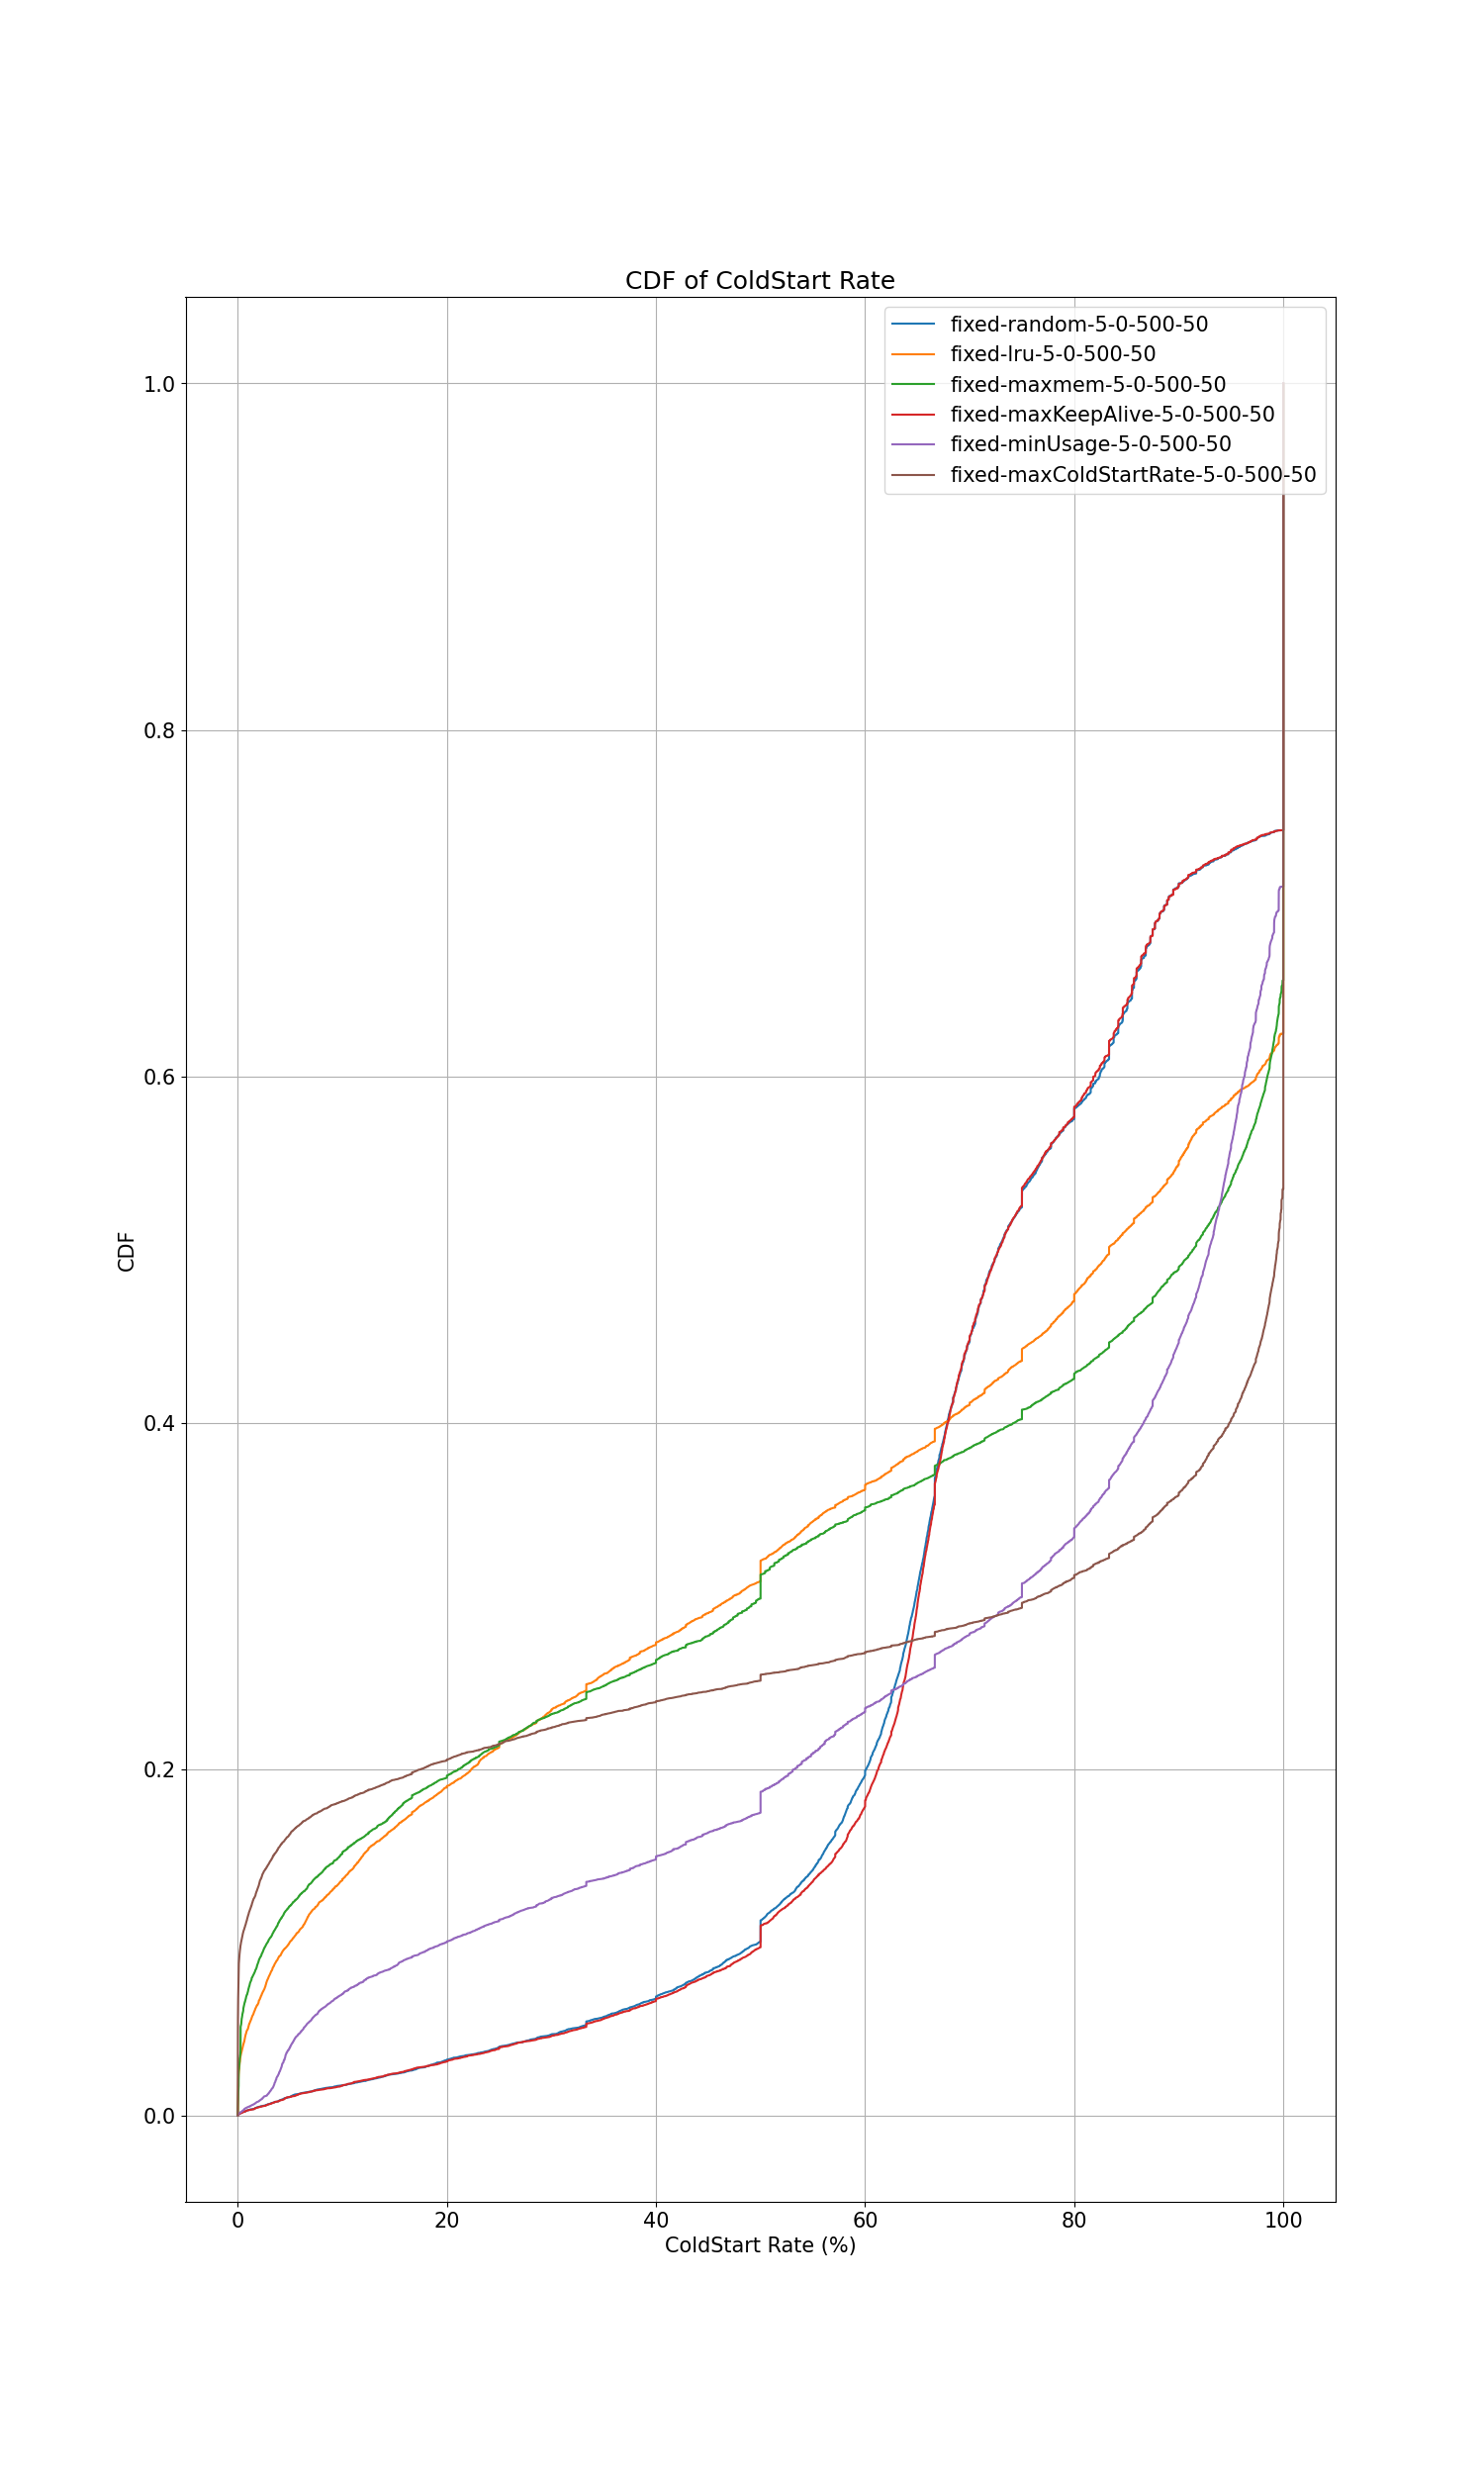 CDF of ColdStart Rate
fixed-random-5-0-500-50
fixed-lru-5-0-500-50
fixed-maxmem-5-0-500-50
fixed-maxKeepAlive-5-0-500-50
fixed-minUsage-5-0-500-50
fixed-maxColdStartRate-5-0-500-50
1.0
0.8
0.6
0.4
0.2
0.0
CDF
0 20 40 60 80 100
ColdStart Rate (%)